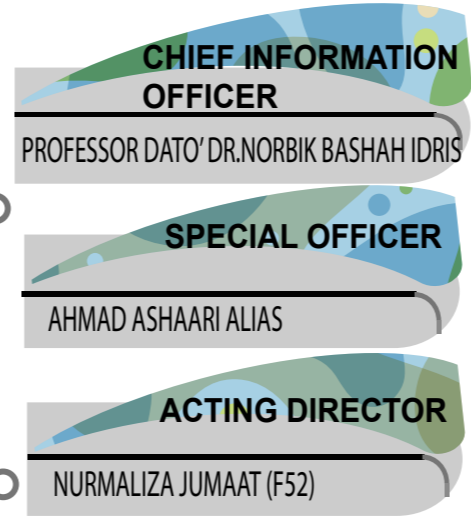 CHIEF INFORMATION
OFFICER
PROFESSOR DATO' DR.NORBIK BASHAH IDRIS
SPECIAL OFFICER
AHMAD ASHAARI ALIAS
ACTING DIRECTOR
NURMALIZA JUMAAT (F52)